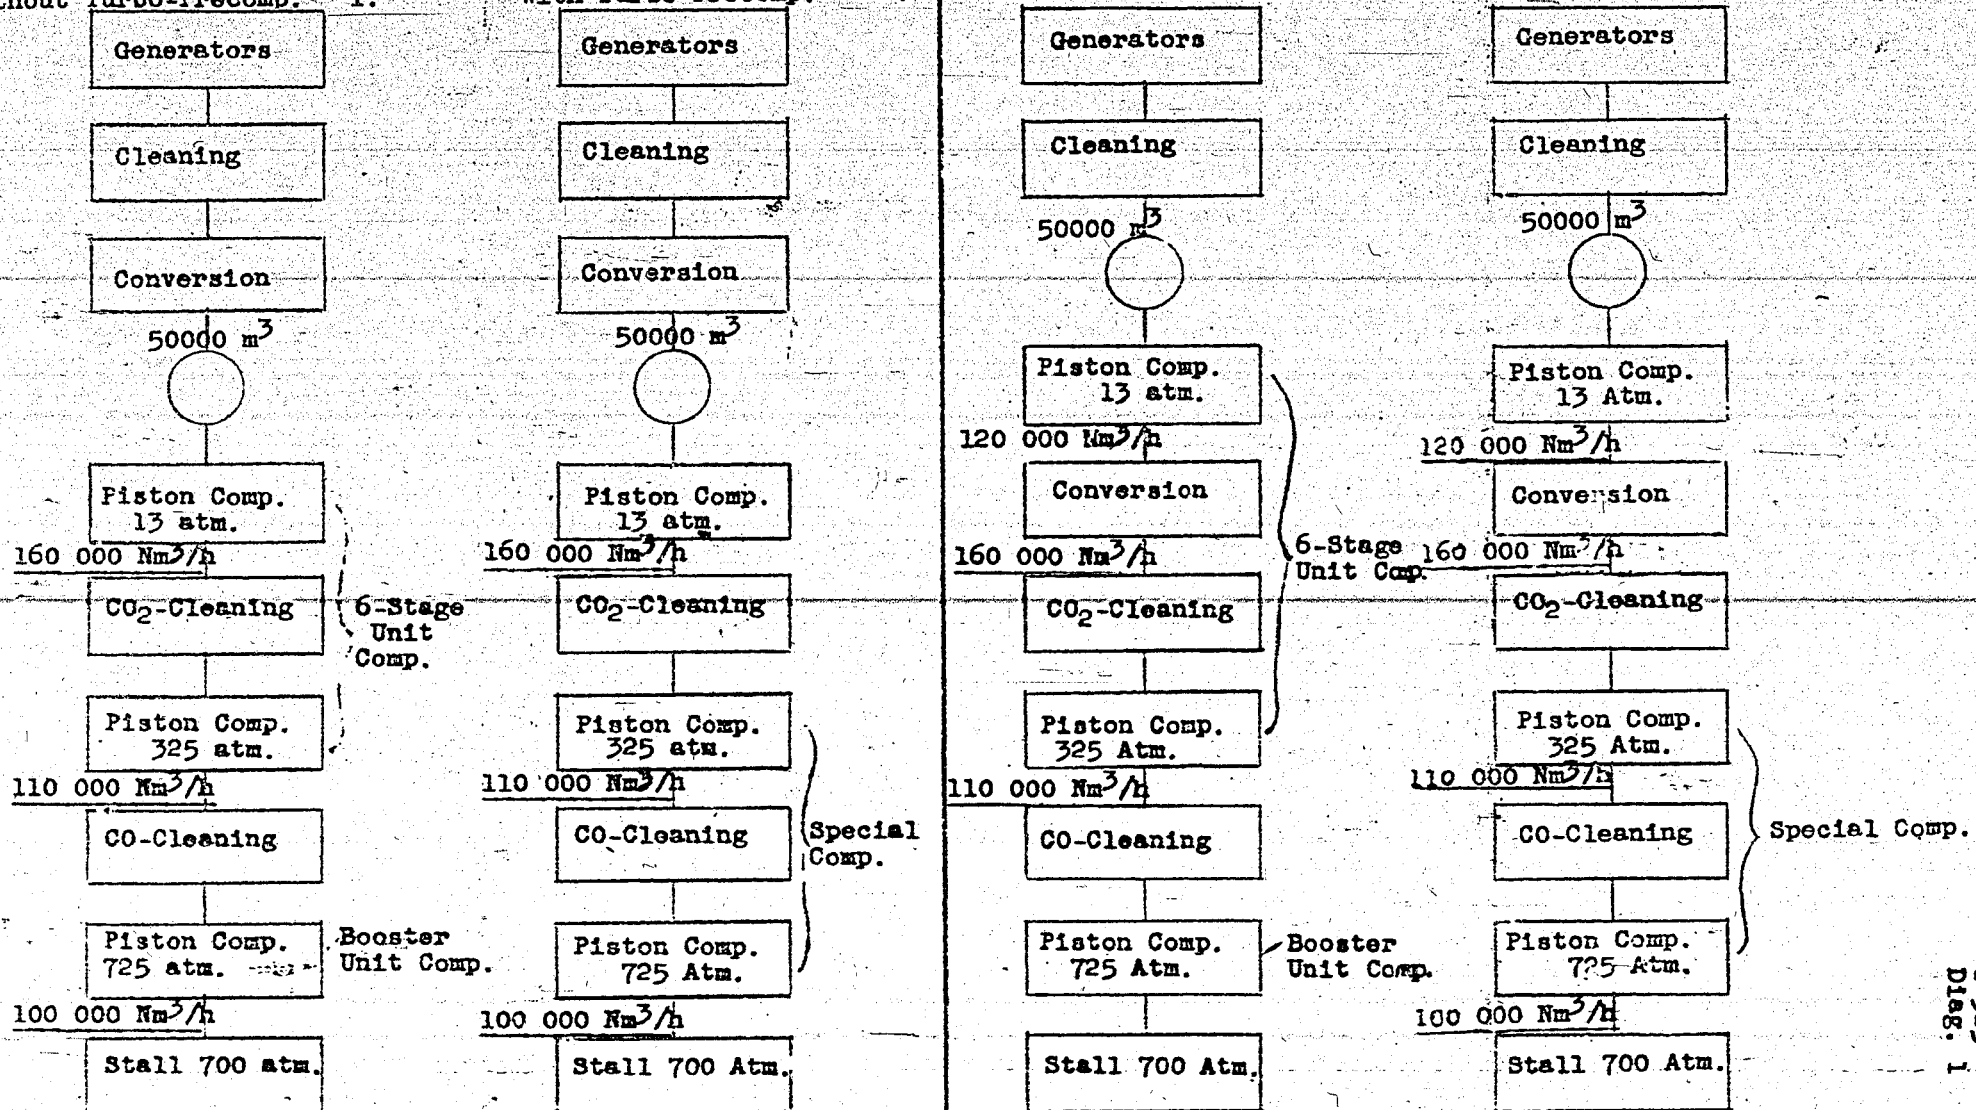 Generators
Cleaning
Conversion
50000 m³
Piston Comp.
13 atm.
160 000 Nm³/h
CO₂-Cleaning
6-Stage
Unit
Comp.
Piston Comp.
325 atm.
110 000 Nm³/h
CO-Cleaning
Piston Comp.
725 atm.
Booster
Unit Comp.
100 000 Nm³/h
Stall 700 atm.
Generators
Cleaning
Conversion
50000 m³
Piston Comp.
13 atm.
160 000 Nm³/h
CO₂-Cleaning
Piston Comp.
325 atm.
110 000 Nm³/h
CO-Cleaning
Special
Comp.
Piston Comp.
725 Atm.
100 000 Nm³/h
Stall 700 Atm.
Generators
Cleaning
50000 m³
Piston Comp.
13 atm.
120 000 Nm³/h
Conversion
160 000 Nm³/h
6-Stage
Unit Comp.
CO₂-Cleaning
Piston Comp.
325 Atm.
110 000 Nm³/h
CO-Cleaning
Piston Comp.
725 Atm.
Booster
Unit Comp.
Stall 700 Atm.
Generators
Cleaning
50000 m³
Piston Comp.
13 Atm.
120 000 Nm³/h
Conversion
160 000 Nm³/h
CO₂-Cleaning
Piston Comp.
325 Atm.
110 000 Nm³/h
CO-Cleaning
Special Comp.
Piston Comp.
725 Atm.
100 000 Nm³/h
Stall 700 Atm.
Diag. 1